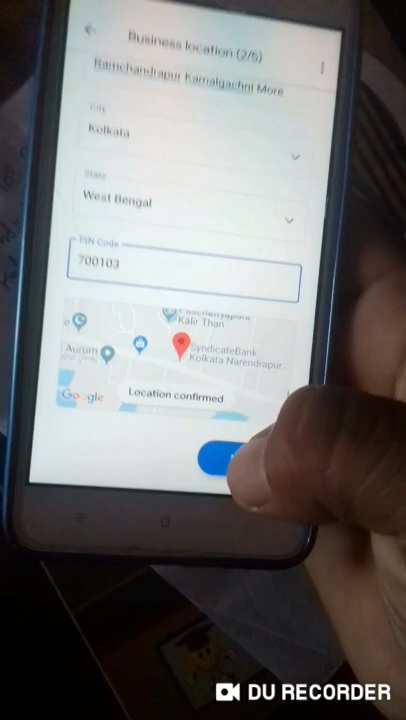 Business location (2/5)
Ramchandrapur Kamalgachhi More
City
Kolkata
State
West Bengal
PIN Code
700103
Kalir Than
Aurum
SyndicateBank
Kolkata Narendrapur
Google
Location confirmed
DU RECORDER